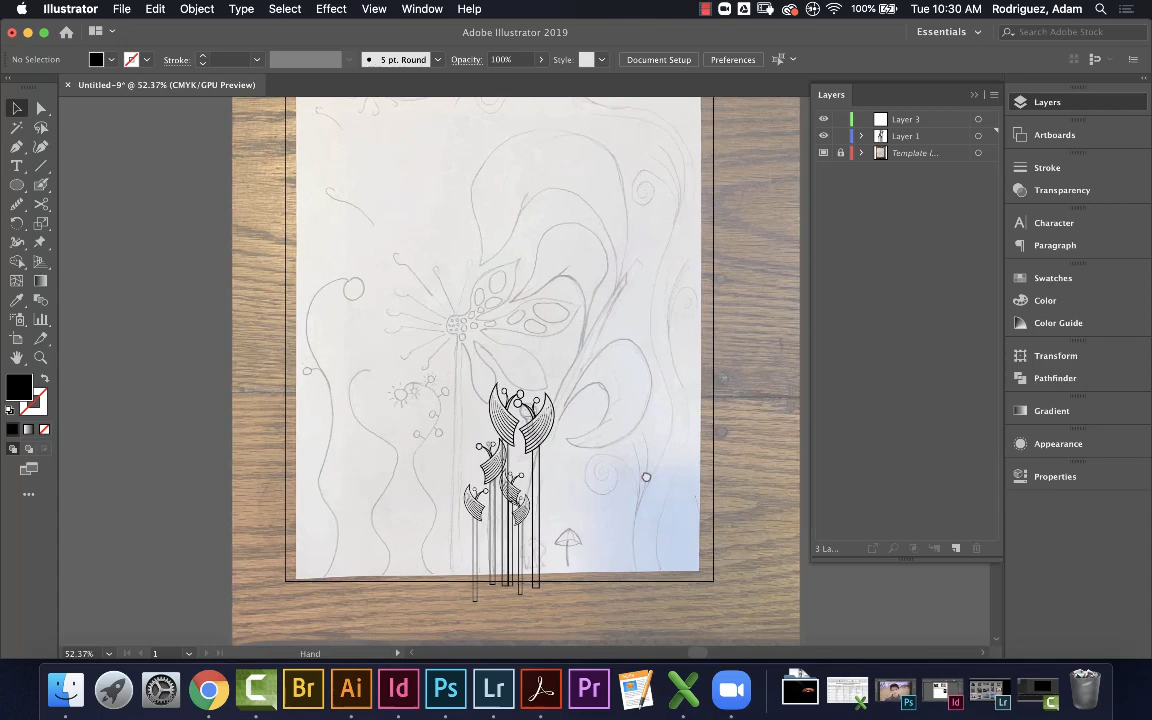 Illustrator File Edit Object Type Select Effect View Window Help 100% Tue 10:30 AM Rodriguez, Adam
Adobe Illustrator 2019 Essentials Search Adobe Stock
No Selection Stroke: 5 pt. Round Opacity: 100% Style: Document Setup Preferences
× Untitled-9* @ 52.37% (CMYK/GPU Preview)
Layers
Layer 3
Layer 1
Template I...
3 La...
Layers
Artboards
Stroke
Transparency
Character
Paragraph
Swatches
Color
Color Guide
Transform
Pathfinder
Gradient
Appearance
Properties
52.37% 1 Hand
Br Ai Id Ps Lr Pr
Ps Id Lr